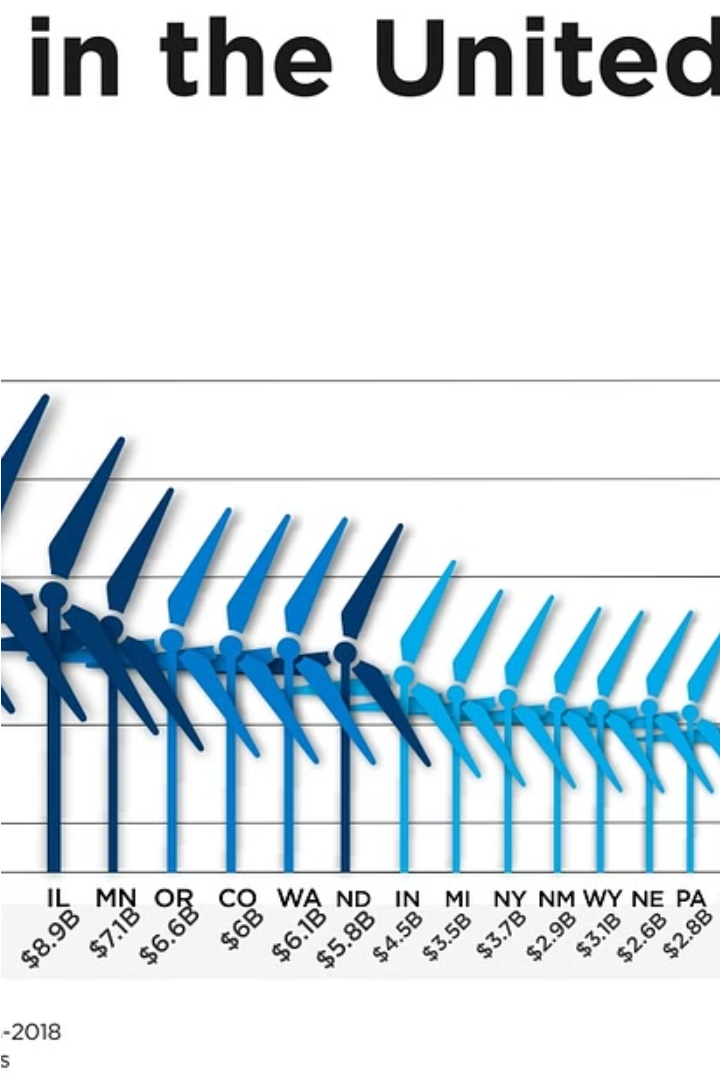 in the United
IL MN OR CO WA ND IN MI NY NM WY NE PA
$8.9B $7.1B $6.6B $6B $6.1B $5.8B $4.5B $3.5B $3.7B $2.9B $3.1B $2.6B $2.8B
-2018
s